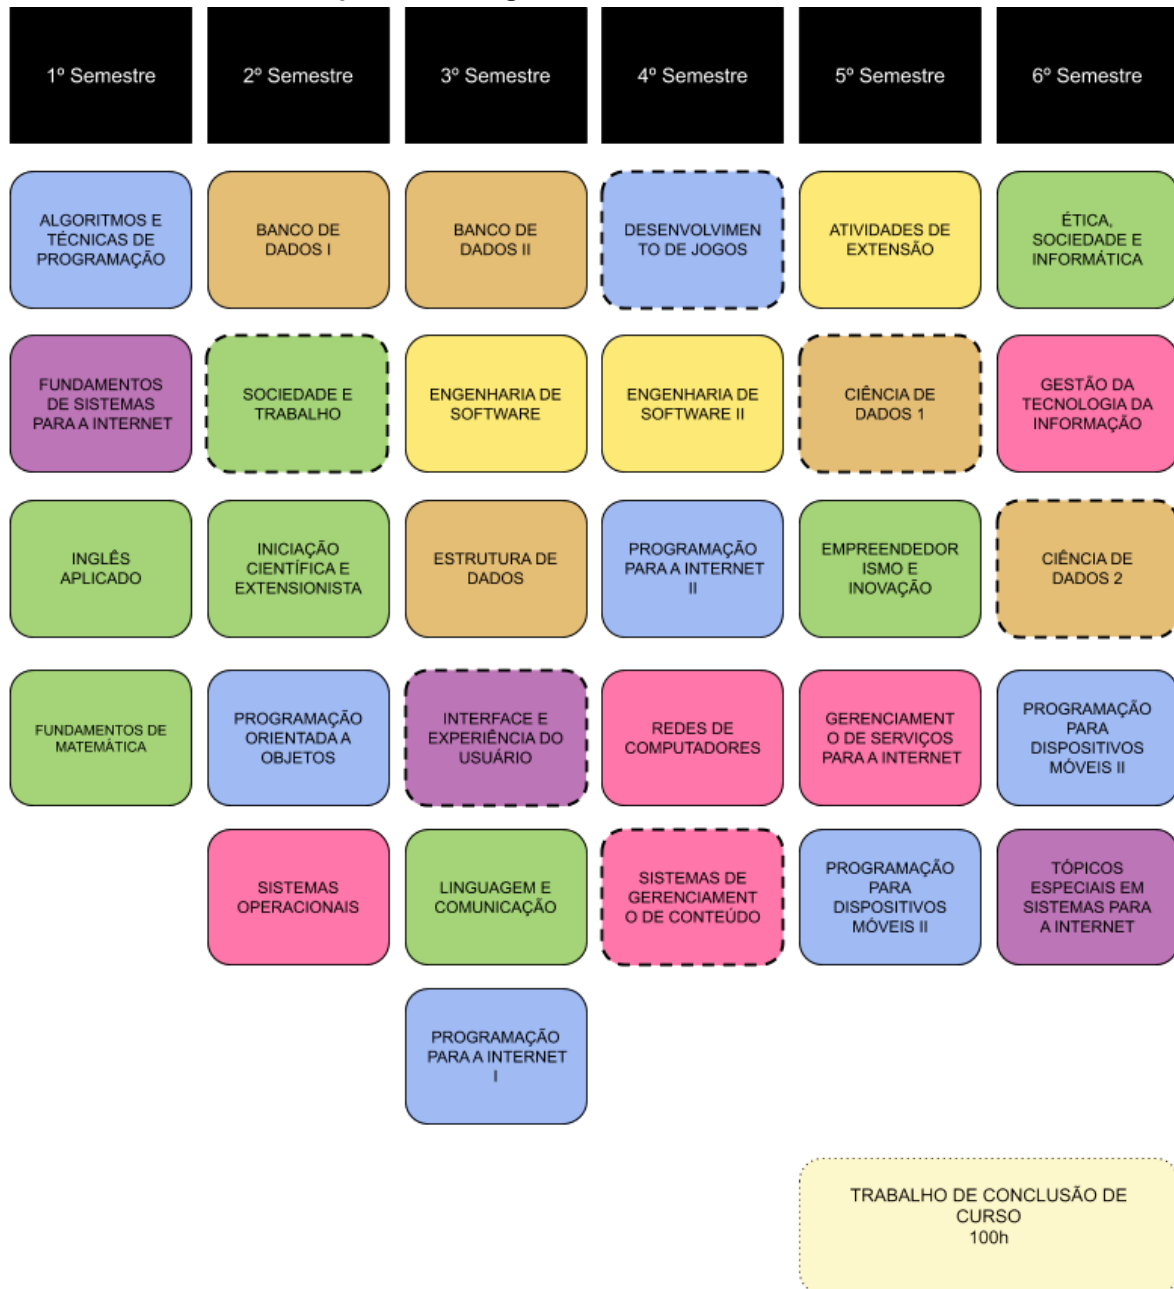 1º Semestre
2º Semestre
3º Semestre
4º Semestre
5º Semestre
6º Semestre
ALGORITMOS E
TÉCNICAS DE
PROGRAMAÇÃO
BANCO DE
DADOS I
BANCO DE
DADOS II
DESENVOLVIMEN
TO DE JOGOS
ATIVIDADES DE
EXTENSÃO
ÉTICA,
SOCIEDADE E
INFORMÁTICA
FUNDAMENTOS
DE SISTEMAS
PARA A INTERNET
SOCIEDADE E
TRABALHO
ENGENHARIA DE
SOFTWARE
ENGENHARIA DE
SOFTWARE II
CIÊNCIA DE
DADOS 1
GESTÃO DA
TECNOLOGIA DA
INFORMAÇÃO
INGLÊS
APLICADO
INICIAÇÃO
CIENTÍFICA E
EXTENSIONISTA
ESTRUTURA DE
DADOS
PROGRAMAÇÃO
PARA A INTERNET
II
EMPREENDEDOR
ISMO E
INOVAÇÃO
CIÊNCIA DE
DADOS 2
FUNDAMENTOS DE
MATEMÁTICA
PROGRAMAÇÃO
ORIENTADA A
OBJETOS
INTERFACE E
EXPERIÊNCIA DO
USUÁRIO
REDES DE
COMPUTADORES
GERENCIAMENT
O DE SERVIÇOS
PARA A INTERNET
PROGRAMAÇÃO
PARA
DISPOSITIVOS
MÓVEIS II
SISTEMAS
OPERACIONAIS
LINGUAGEM E
COMUNICAÇÃO
SISTEMAS DE
GERENCIAMENT
O DE CONTEÚDO
PROGRAMAÇÃO
PARA
DISPOSITIVOS
MÓVEIS II
TÓPICOS
ESPECIAIS EM
SISTEMAS PARA
A INTERNET
PROGRAMAÇÃO
PARA A INTERNET
I
TRABALHO DE CONCLUSÃO DE
CURSO
100h